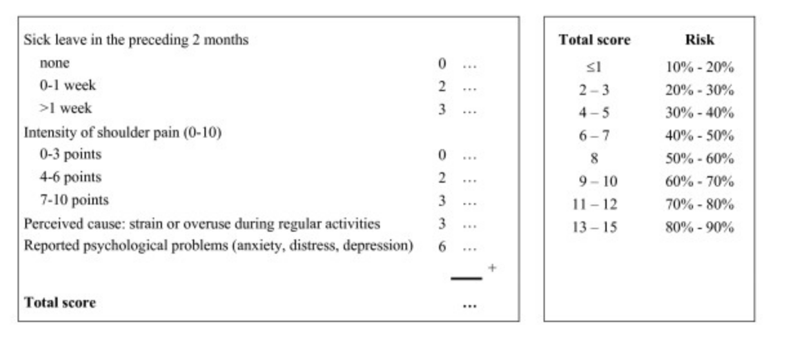 Sick leave in the preceding 2 months
none 0 ...
0-1 week 2 ...
>1 week 3 ...
Intensity of shoulder pain (0-10)
0-3 points 0 ...
4-6 points 2 ...
7-10 points 3 ...
Perceived cause: strain or overuse during regular activities 3 ...
Reported psychological problems (anxiety, distress, depression) 6 ...
+
Total score ...
Total score Risk
≤1 10% - 20%
2 – 3 20% - 30%
4 – 5 30% - 40%
6 – 7 40% - 50%
8 50% - 60%
9 – 10 60% - 70%
11 – 12 70% - 80%
13 – 15 80% - 90%